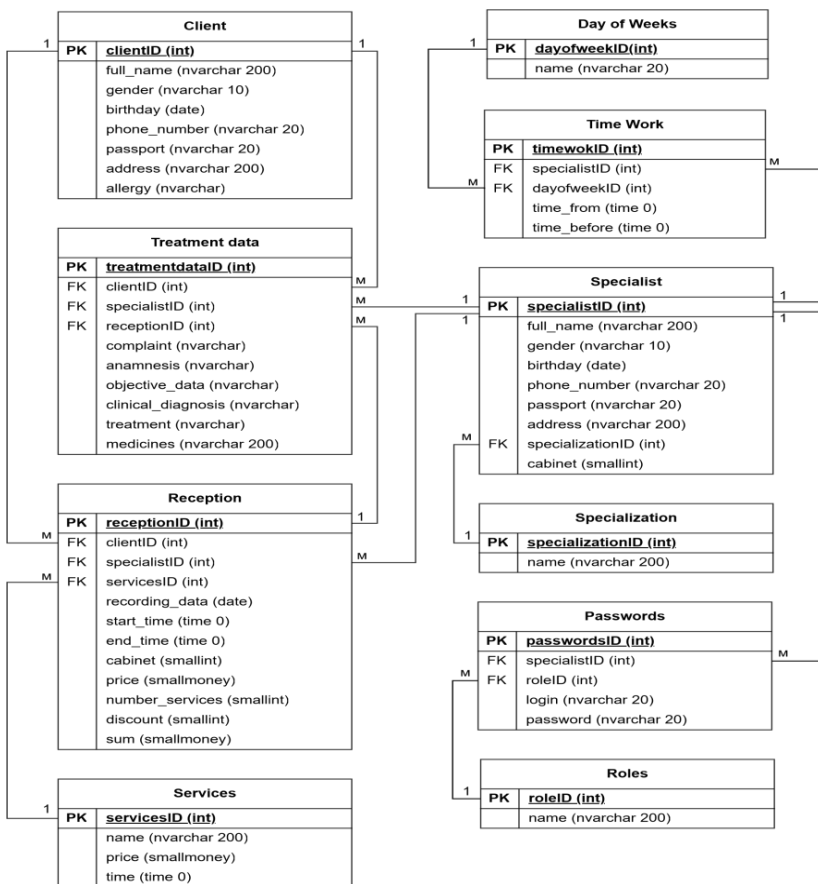 Client
1 PK clientID (int) 1
full_name (nvarchar 200)
gender (nvarchar 10)
birthday (date)
phone_number (nvarchar 20)
passport (nvarchar 20)
address (nvarchar 200)
allergy (nvarchar)
Treatment data
PK treatmentdataID (int)
FK clientID (int) M
FK specialistID (int) M
FK receptionID (int) M
complaint (nvarchar)
anamnesis (nvarchar)
objective_data (nvarchar)
clinical_diagnosis (nvarchar)
treatment (nvarchar)
medicines (nvarchar 200)
Reception
PK receptionID (int) 1
M FK clientID (int)
FK specialistID (int) M
M FK servicesID (int)
recording_data (date)
start_time (time 0)
end_time (time 0)
cabinet (smallint)
price (smallmoney)
number_services (smallint)
discount (smallint)
sum (smallmoney)
Services
1 PK servicesID (int)
name (nvarchar 200)
price (smallmoney)
time (time 0)
Day of Weeks
1 PK dayofweekID(int)
name (nvarchar 20)
Time Work
PK timewokID (int)
FK specialistID (int) M
M FK dayofweekID (int)
time_from (time 0)
time_before (time 0)
Specialist
1 PK specialistID (int) 1
1 1
full_name (nvarchar 200)
gender (nvarchar 10)
birthday (date)
phone_number (nvarchar 20)
passport (nvarchar 20)
address (nvarchar 200)
M FK specializationID (int)
cabinet (smallint)
Specialization
1 PK specializationID (int)
name (nvarchar 200)
Passwords
PK passwordsID (int)
FK specialistID (int) M
M FK roleID (int)
login (nvarchar 20)
password (nvarchar 20)
Roles
1 PK roleID (int)
name (nvarchar 200)